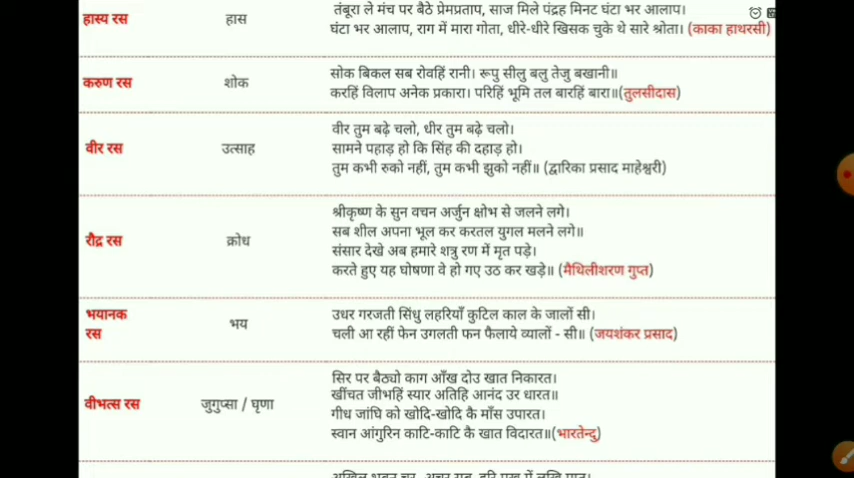 तंबूरा ले मंच पर बैठे प्रेमप्रताप, साज मिले पंद्रह मिनट घंटा भर आलाप।
हास्य रस हास घंटा भर आलाप, राग में मारा गोता, धीरे-धीरे खिसक चुके थे सारे श्रोता। (काका हाथरसी)
सोक बिकल सब रोवहिं रानी। रूपु सीलु बलु तेजु बखानी॥
करुण रस शोक करहिं विलाप अनेक प्रकारा। परिहिं भूमि तल बारहिं बारा॥(तुलसीदास)
वीर तुम बढ़े चलो, धीर तुम बढ़े चलो।
वीर रस उत्साह सामने पहाड़ हो कि सिंह की दहाड़ हो।
तुम कभी रुको नहीं, तुम कभी झुको नहीं॥ (द्वारिका प्रसाद माहेश्वरी)
श्रीकृष्ण के सुन वचन अर्जुन क्षोभ से जलने लगे।
सब शील अपना भूल कर करतल युगल मलने लगे॥
रौद्र रस क्रोध संसार देखे अब हमारे शत्रु रण में मृत पड़े।
करते हुए यह घोषणा वे हो गए उठ कर खड़े॥ (मैथिलीशरण गुप्त)
भयानक रस भय उधर गरजती सिंधु लहरियाँ कुटिल काल के जालों सी।
चली आ रहीं फेन उगलती फन फैलाये व्यालों - सी॥ (जयशंकर प्रसाद)
सिर पर बैठ्यो काग आँख दोउ खात निकारत।
खींचत जीभहिं स्यार अतिहि आनंद उर धारत॥
वीभत्स रस जुगुप्सा / घृणा गीध जांघि को खोदि-खोदि कै माँस उपारत।
स्वान आंगुरिन काटि-काटि कै खात विदारत॥(भारतेन्दु)